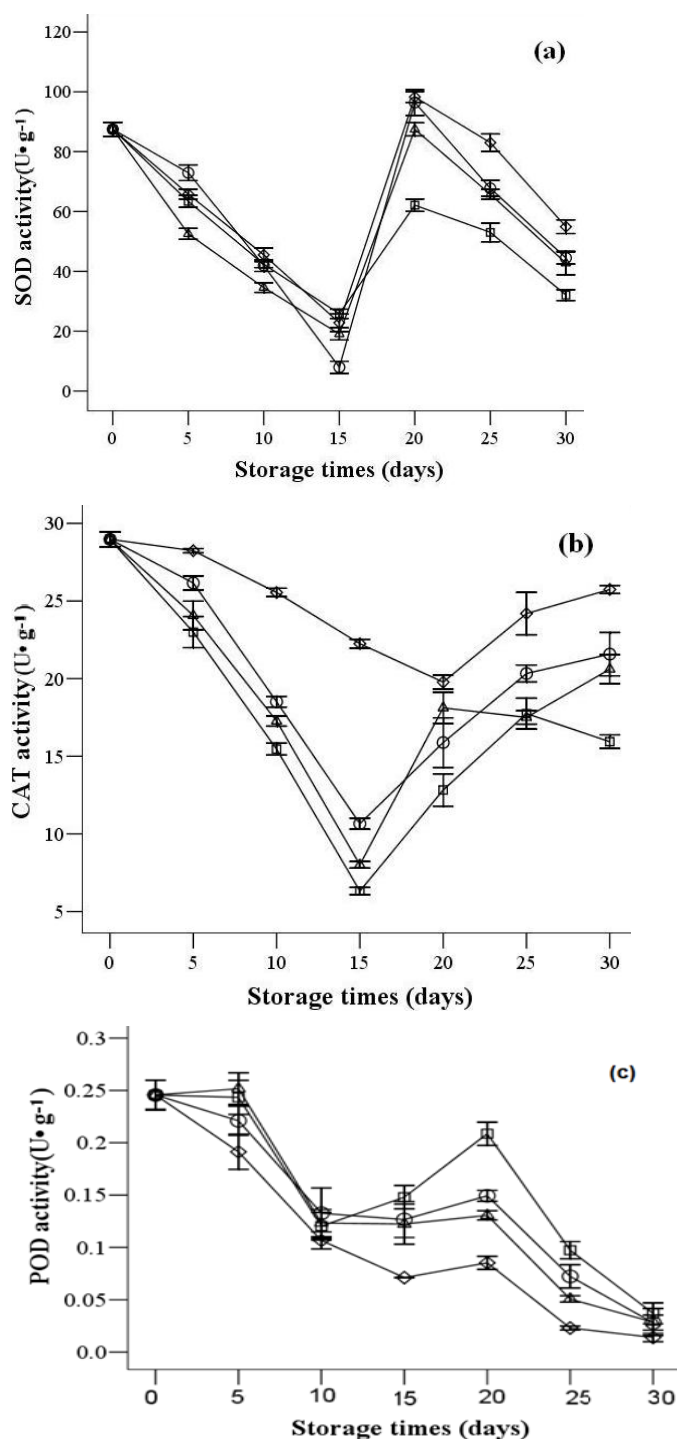 (a)
120
100
80
60
40
20
0
SOD activity(U•g-1)
0 5 10 15 20 25 30
Storage times (days)
(b)
30
25
20
15
10
5
CAT activity(U•g-1)
0 5 10 15 20 25 30
Storage times (days)
(c)
0.3
0.25
0.2
0.15
0.1
0.05
0.0
POD activity(U•g-1)
0 5 10 15 20 25 30
Storage times (days)